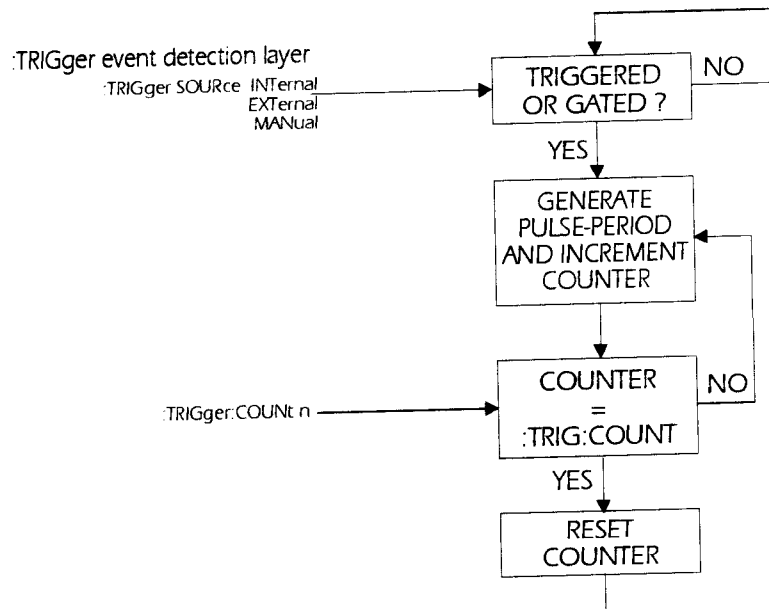 :TRIGger event detection layer
:TRIGger SOURce INTernal
EXTernal
MANual
TRIGGERED
OR GATED ?
NO
YES
GENERATE
PULSE-PERIOD
AND INCREMENT
COUNTER
:TRIGger:COUNt n
COUNTER
=
:TRIG:COUNT
NO
YES
RESET
COUNTER